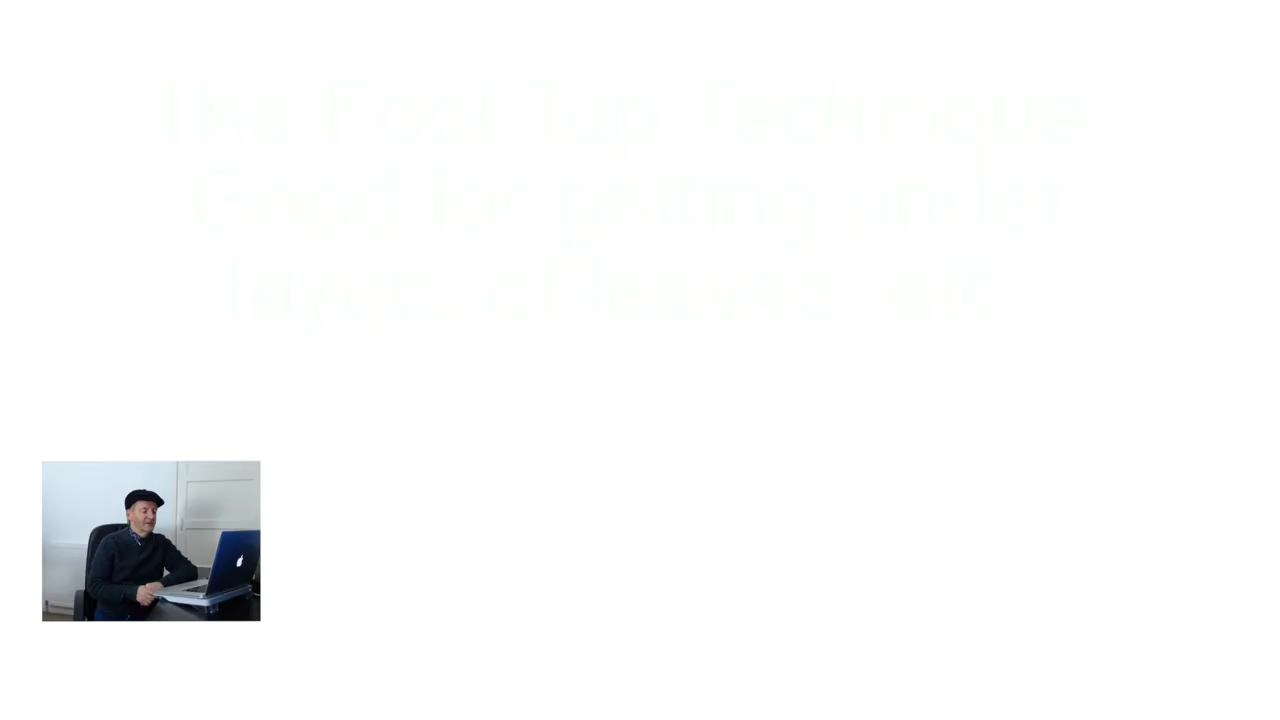 The Foot Tap Technique.
Good for getting under
layers of leaves, etc